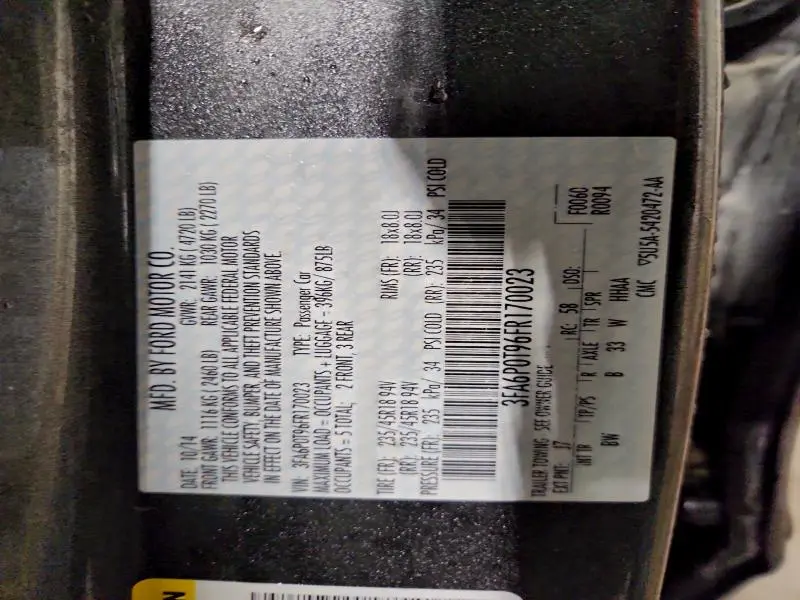 MFD. BY FORD MOTOR CO.
DATE: 10/14 GVWR: 2141 KG ( 4720 LB)
FRONT GAWR: 1116 KG ( 2460 LB) REAR GAWR: 1030 KG ( 2270 LB)
THIS VEHICLE CONFORMS TO ALL APPLICABLE FEDERAL MOTOR
VEHICLE SAFETY, BUMPER, AND THEFT PREVENTION STANDARDS
IN EFFECT ON THE DATE OF MANUFACTURE SHOWN ABOVE.
VIN: 3FA6P0T96FR170023 TYPE: Passenger Car
MAXIMUM LOAD = OCCUPANTS + LUGGAGE = 396KG/ 875LB
OCCUPANTS = 5 TOTAL: 2 FRONT, 3 REAR
TIRE (FR): 235/45R18 94V RIMS (FR): 18x8.0J
(RR): 235/45R18 94V (RR): 18x8.0J
PRESSURE (FR): 235 kPa/ 34 PSI COLD (RR): 235 kPa/ 34 PSI COLD
3FA6P0T96FR170023
TRAILER TOWING SEE OWNER GUIDE
F0060
EXT PNT: J7 RC: 58 DSO: R0094
INT TR TP/PS R AXLE TR SPR
BW B 33 W HHAA
CMC ▽5U5A-5420472-AA
N